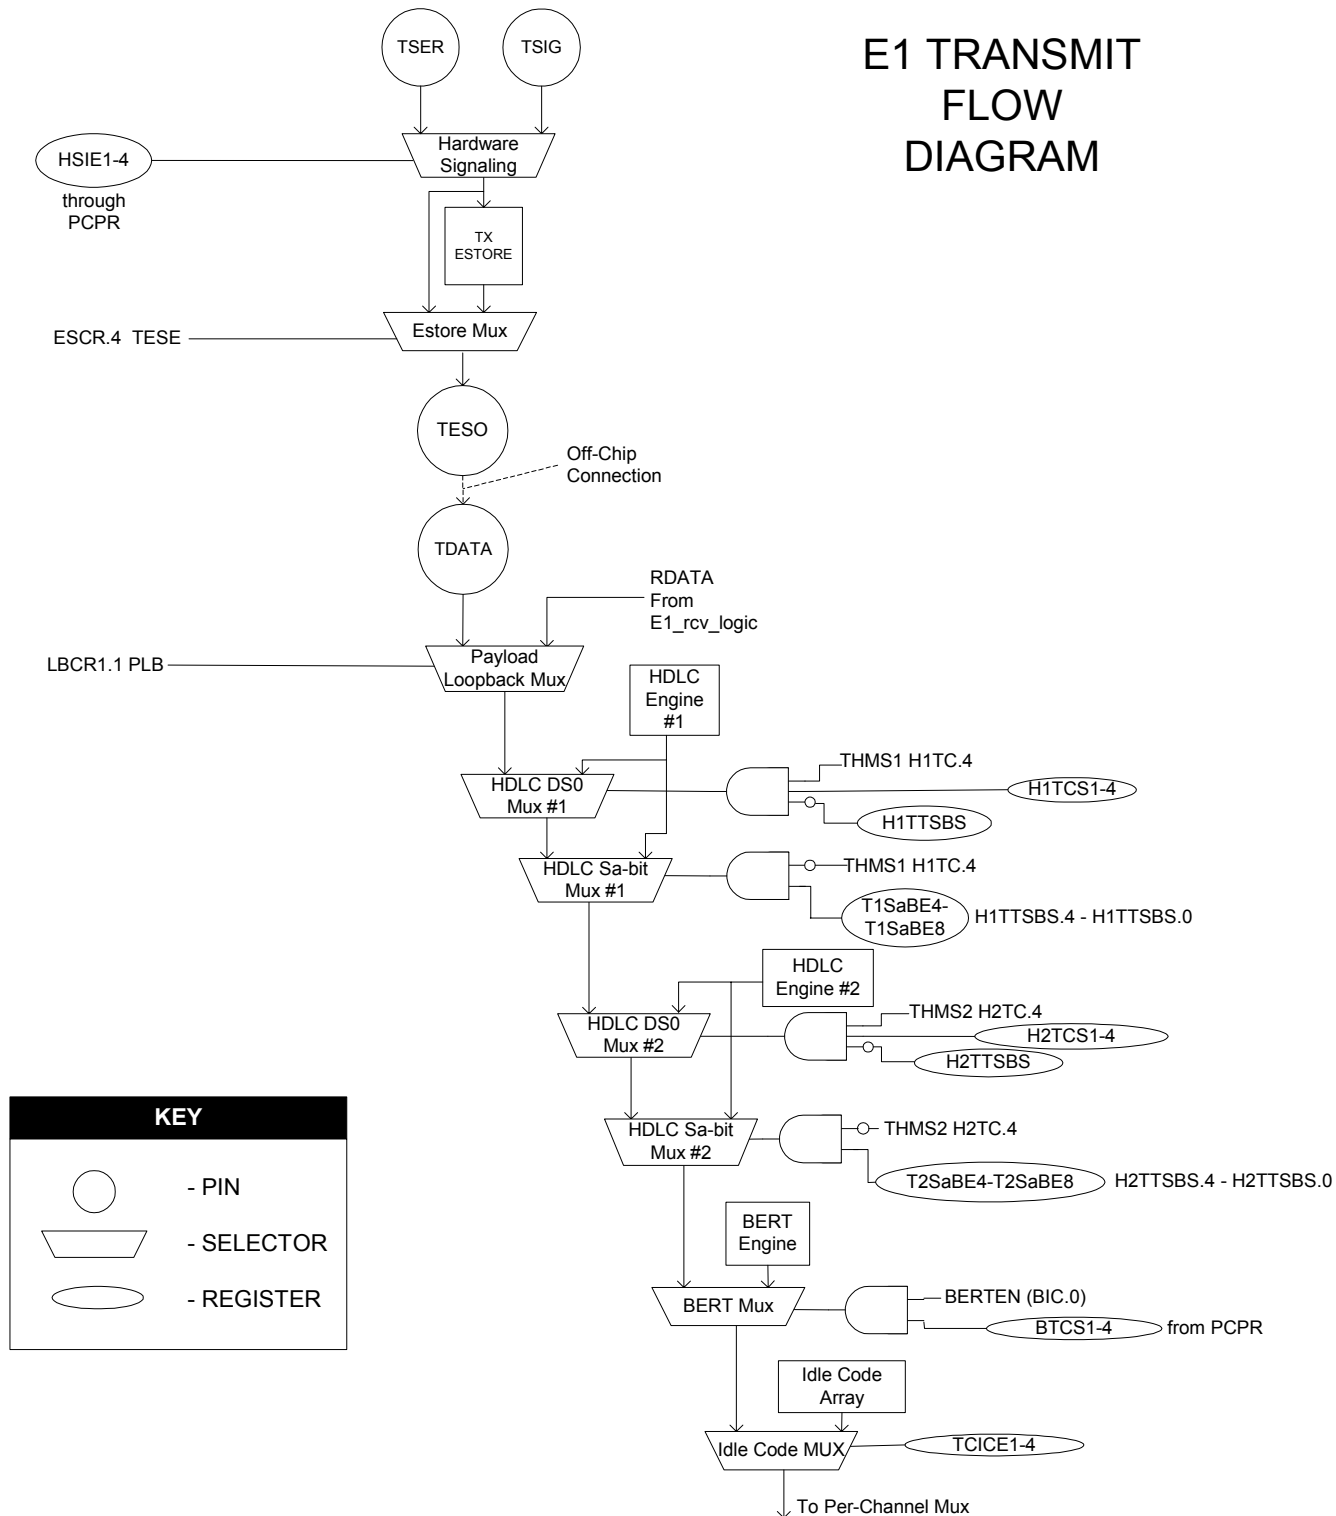 TSER
TSIG
E1 TRANSMIT
FLOW
DIAGRAM
Hardware
Signaling
HSIE1-4
through
PCPR
TX
ESTORE
Estore Mux
ESCR.4 TESE
TESO
Off-Chip
Connection
TDATA
RDATA
From
E1_rcv_logic
Payload
Loopback Mux
LBCR1.1 PLB
HDLC
Engine
#1
THMS1 H1TC.4
HDLC DS0
Mux #1
H1TCS1-4
H1TTSBS
HDLC Sa-bit
Mux #1
THMS1 H1TC.4
T1SaBE4-
T1SaBE8
H1TTSBS.4 - H1TTSBS.0
HDLC
Engine #2
THMS2 H2TC.4
HDLC DS0
Mux #2
H2TCS1-4
H2TTSBS
HDLC Sa-bit
Mux #2
THMS2 H2TC.4
T2SaBE4-T2SaBE8
H2TTSBS.4 - H2TTSBS.0
KEY
- PIN
- SELECTOR
- REGISTER
BERT
Engine
BERT Mux
BERTEN (BIC.0)
BTCS1-4
from PCPR
Idle Code
Array
Idle Code MUX
TCICE1-4
To Per-Channel Mux